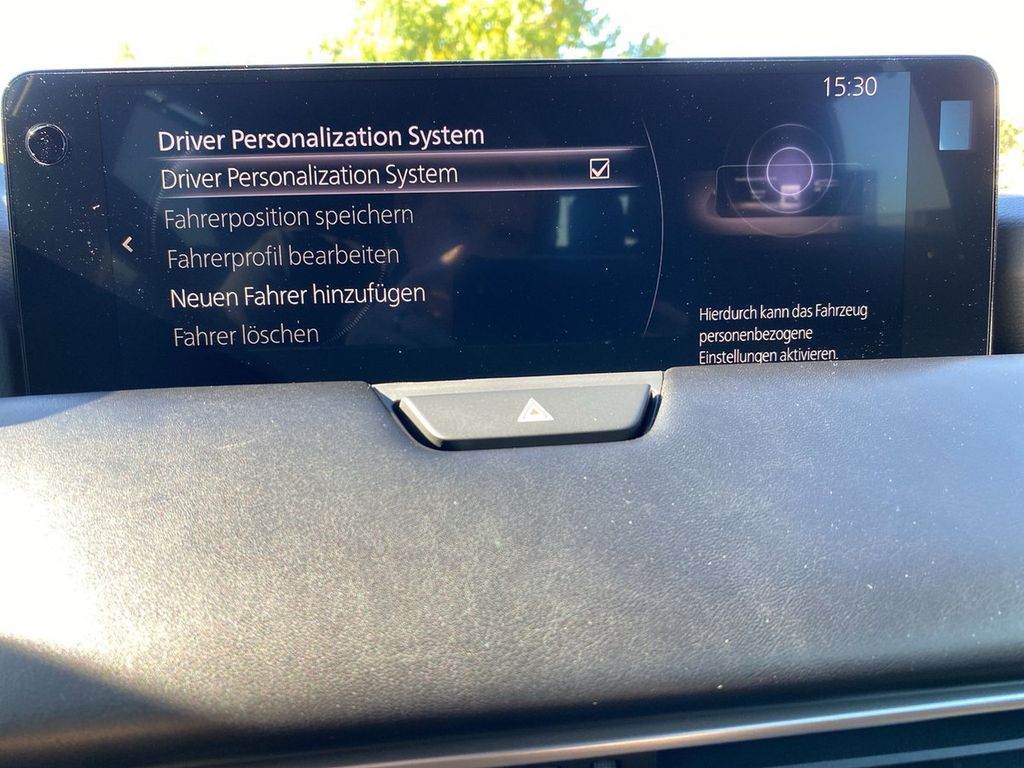 15:30
Driver Personalization System
Driver Personalization System
Fahrerposition speichern
Fahrerprofil bearbeiten
Neuen Fahrer hinzufügen
Fahrer löschen
Hierdurch kann das Fahrzeug
personenbezogene
Einstellungen aktivieren.